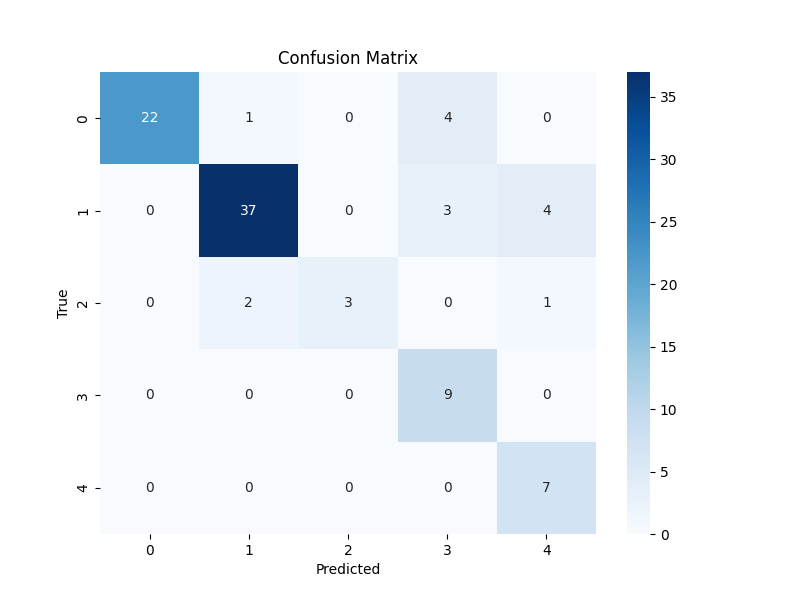 Confusion Matrix
True
0 22 1 0 4 0
1 0 37 0 3 4
2 0 2 3 0 1
3 0 0 0 9 0
4 0 0 0 0 7
0 1 2 3 4
Predicted
35
30
25
20
15
10
5
0